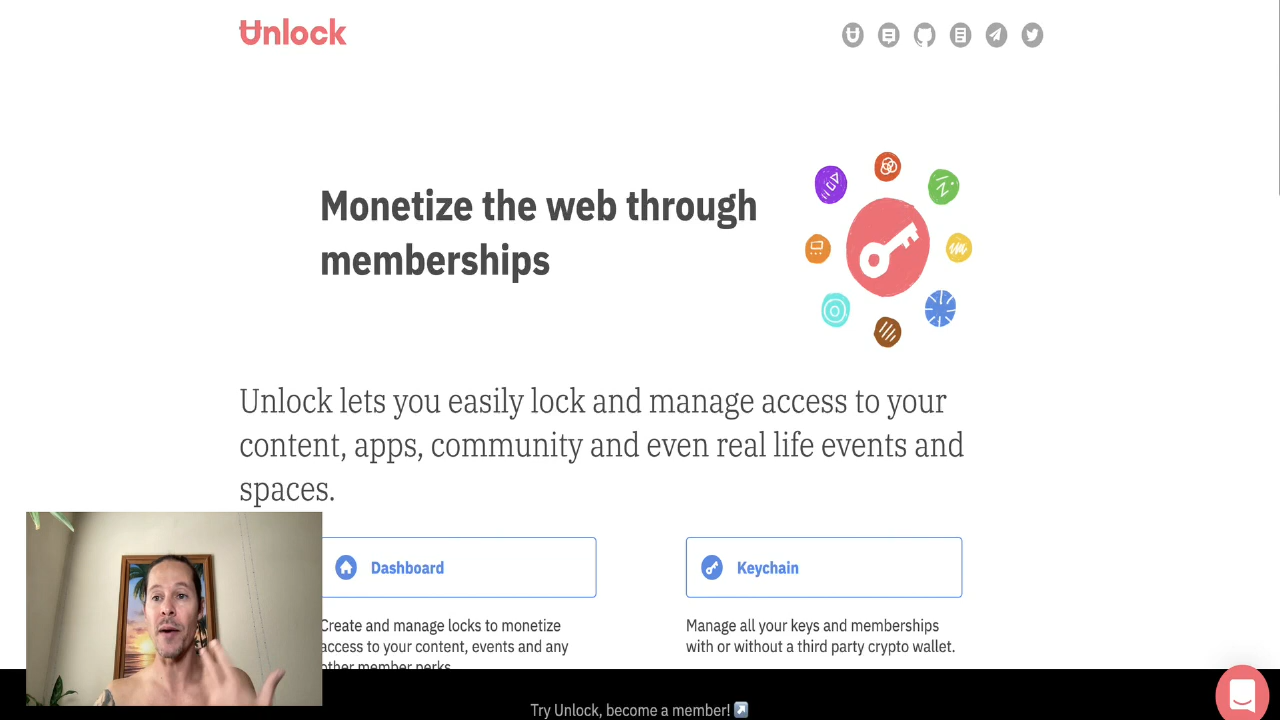 Unlock
Monetize the web through
memberships
Unlock lets you easily lock and manage access to your
content, apps, community and even real life events and
spaces.
Dashboard
Keychain
Create and manage locks to monetize
access to your content, events and any
other member perks
Manage all your keys and memberships
with or without a third party crypto wallet.
Try Unlock, become a member!